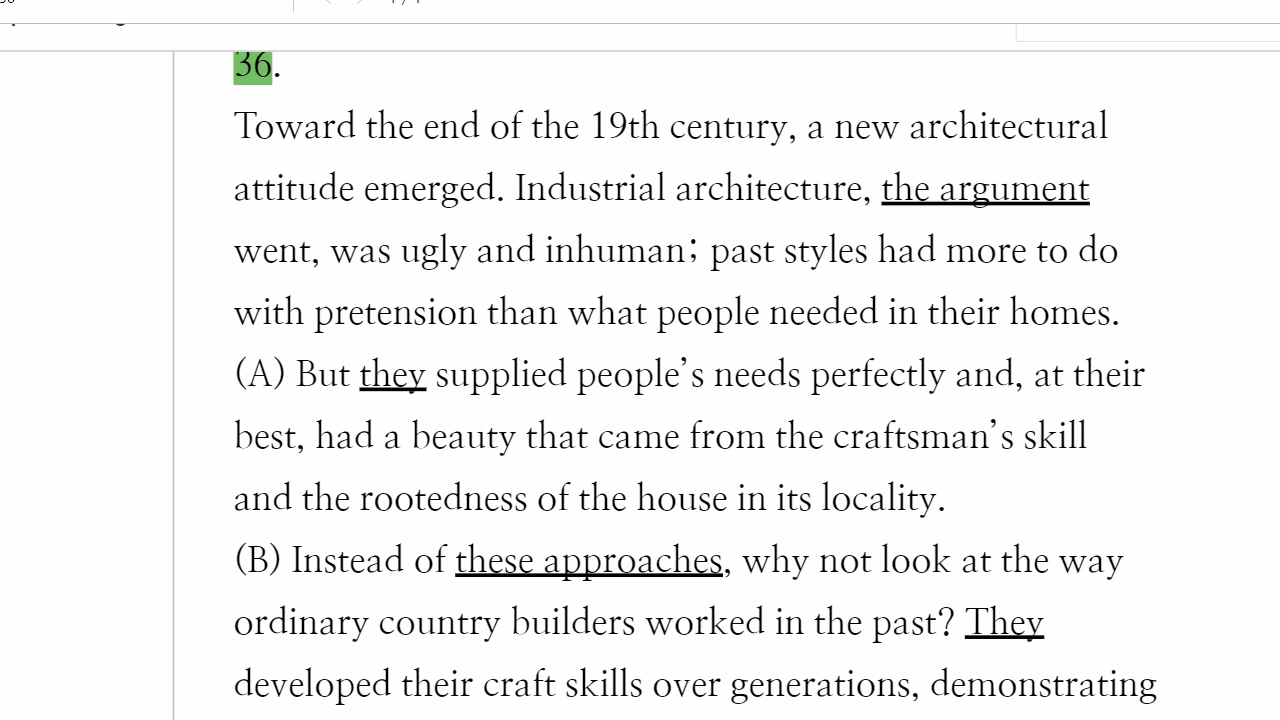 36.
Toward the end of the 19th century, a new architectural
attitude emerged. Industrial architecture, the argument
went, was ugly and inhuman; past styles had more to do
with pretension than what people needed in their homes.
(A) But they supplied people’s needs perfectly and, at their
best, had a beauty that came from the craftsman’s skill
and the rootedness of the house in its locality.
(B) Instead of these approaches, why not look at the way
ordinary country builders worked in the past? They
developed their craft skills over generations, demonstrating